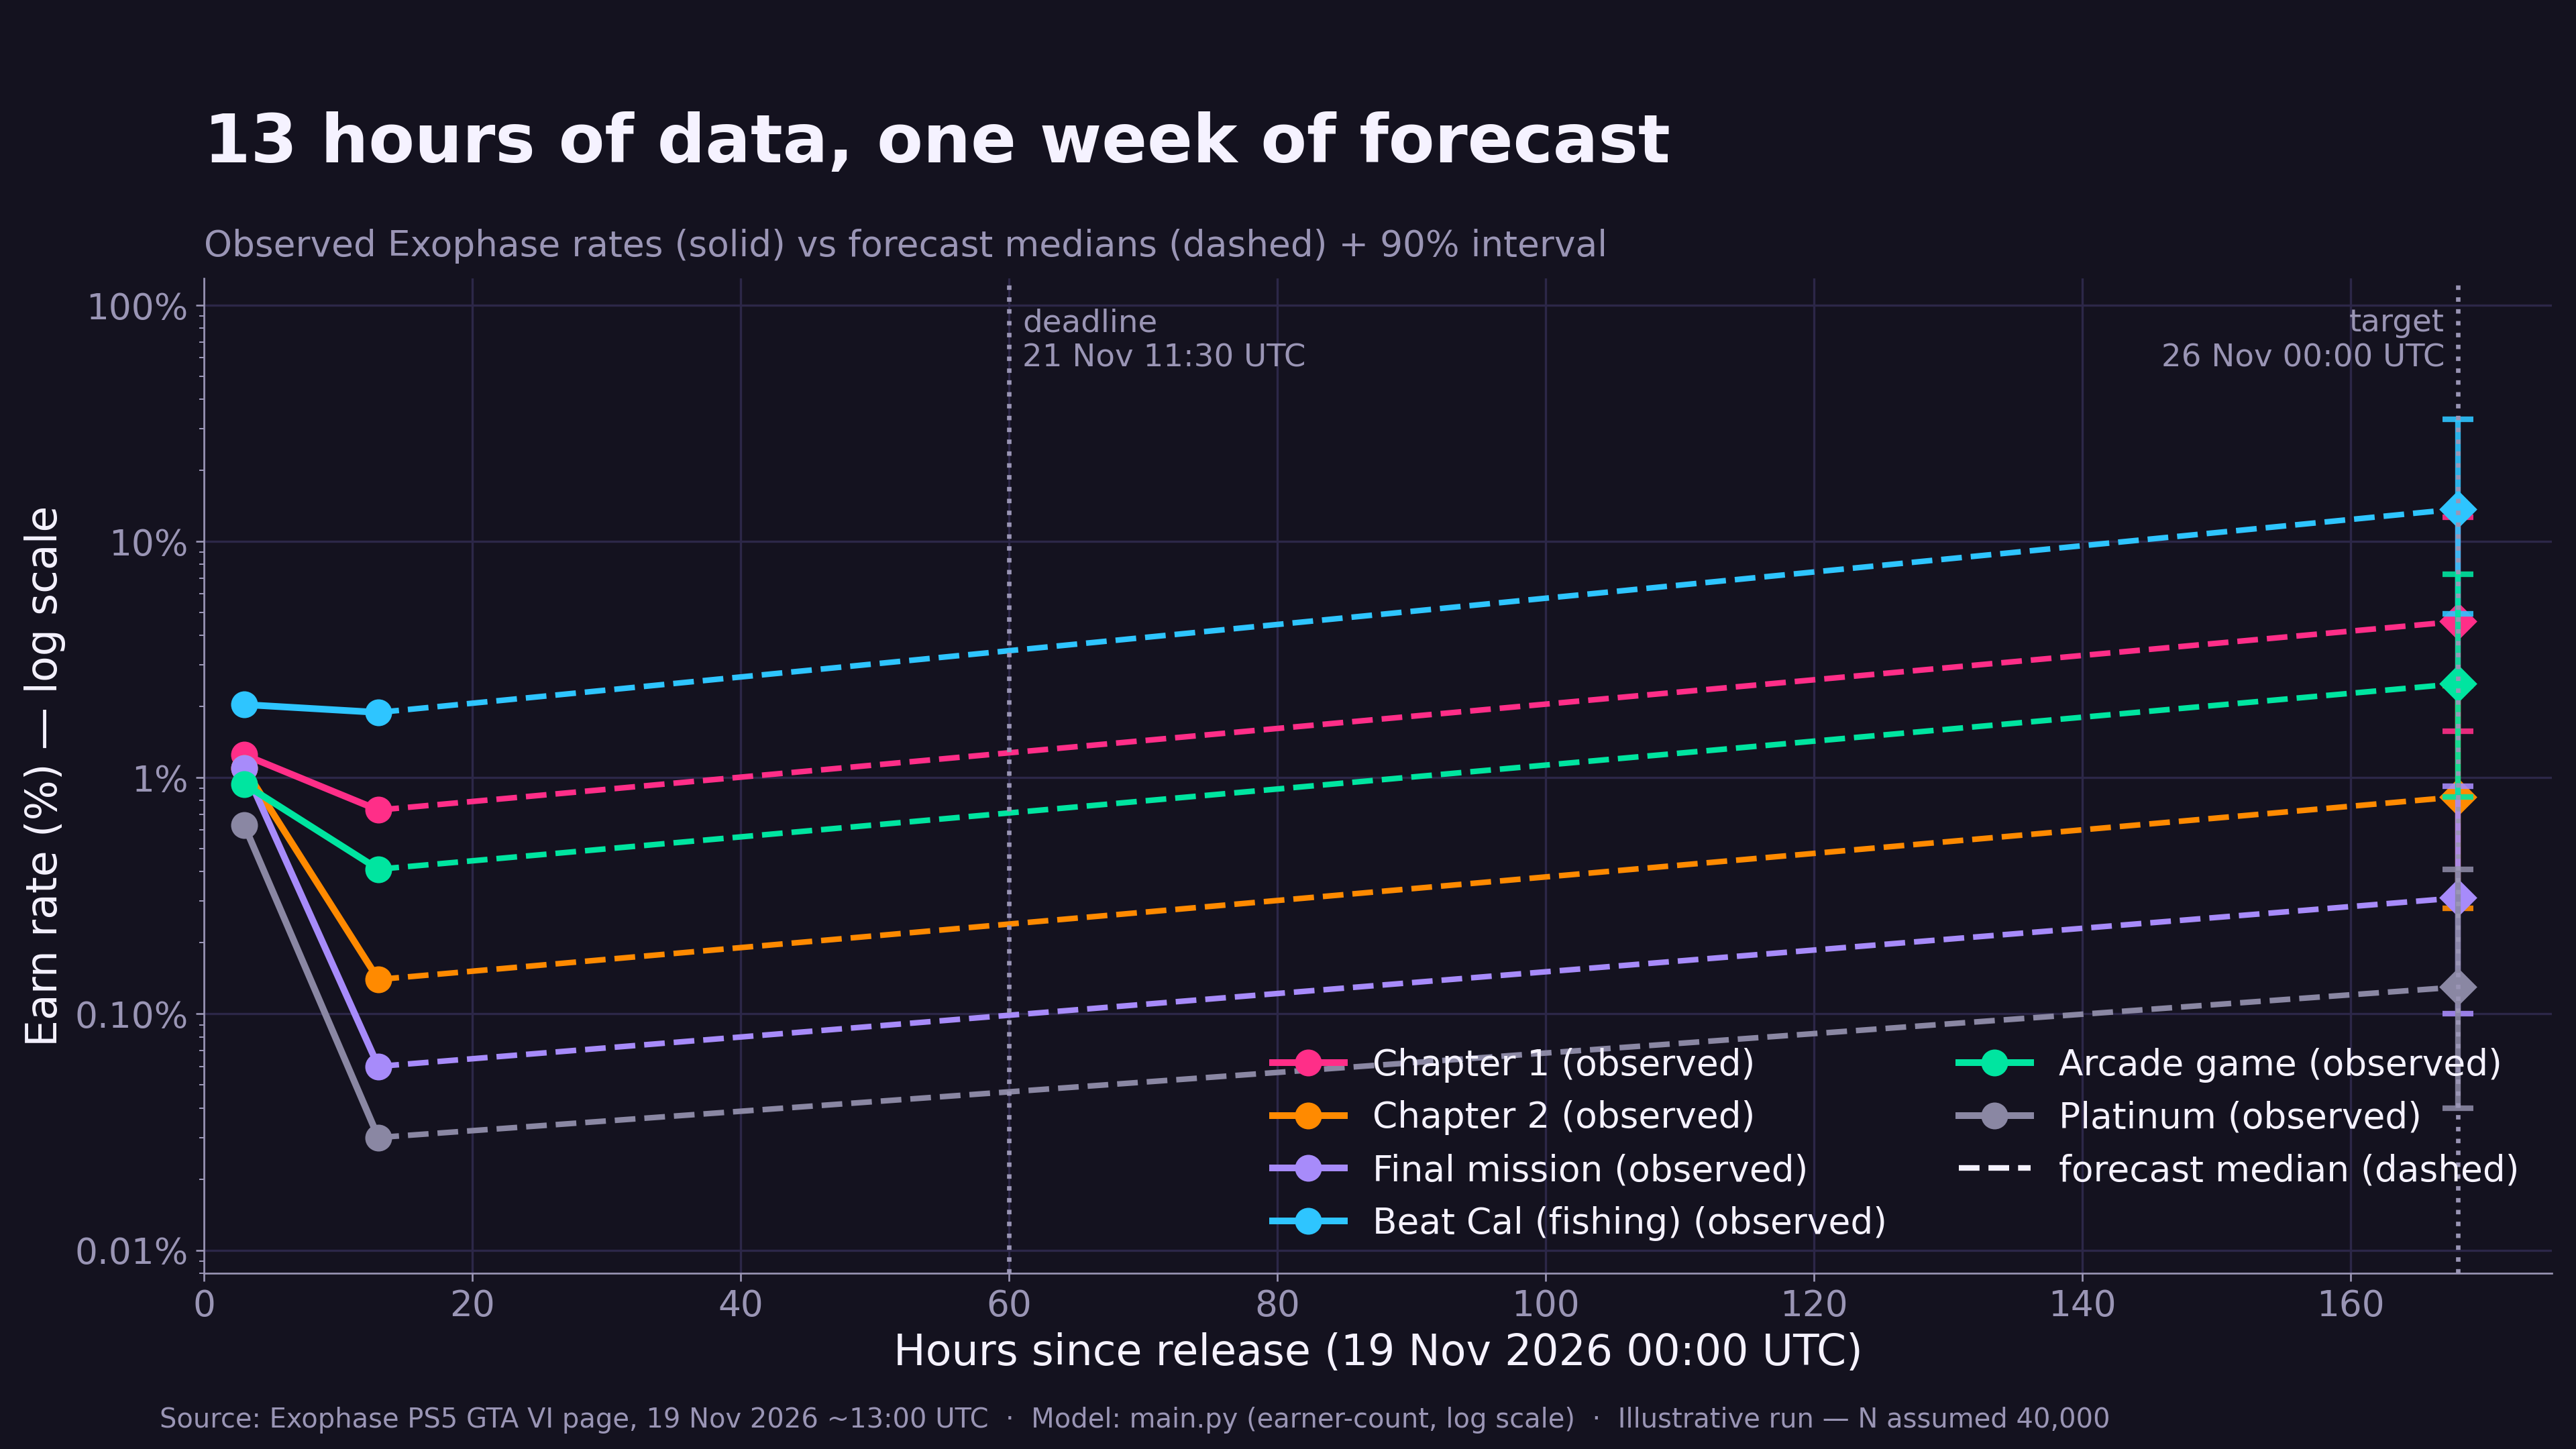 13 hours of data, one week of forecast
Observed Exophase rates (solid) vs forecast medians (dashed) + 90% interval
Earn rate (%) — log scale
100%
10%
1%
0.10%
0.01%
deadline
21 Nov 11:30 UTC
target
26 Nov 00:00 UTC
Chapter 1 (observed)
Chapter 2 (observed)
Final mission (observed)
Beat Cal (fishing) (observed)
Arcade game (observed)
Platinum (observed)
forecast median (dashed)
0 20 40 60 80 100 120 140 160
Hours since release (19 Nov 2026 00:00 UTC)
Source: Exophase PS5 GTA VI page, 19 Nov 2026 ~13:00 UTC · Model: main.py (earner-count, log scale) · Illustrative run — N assumed 40,000